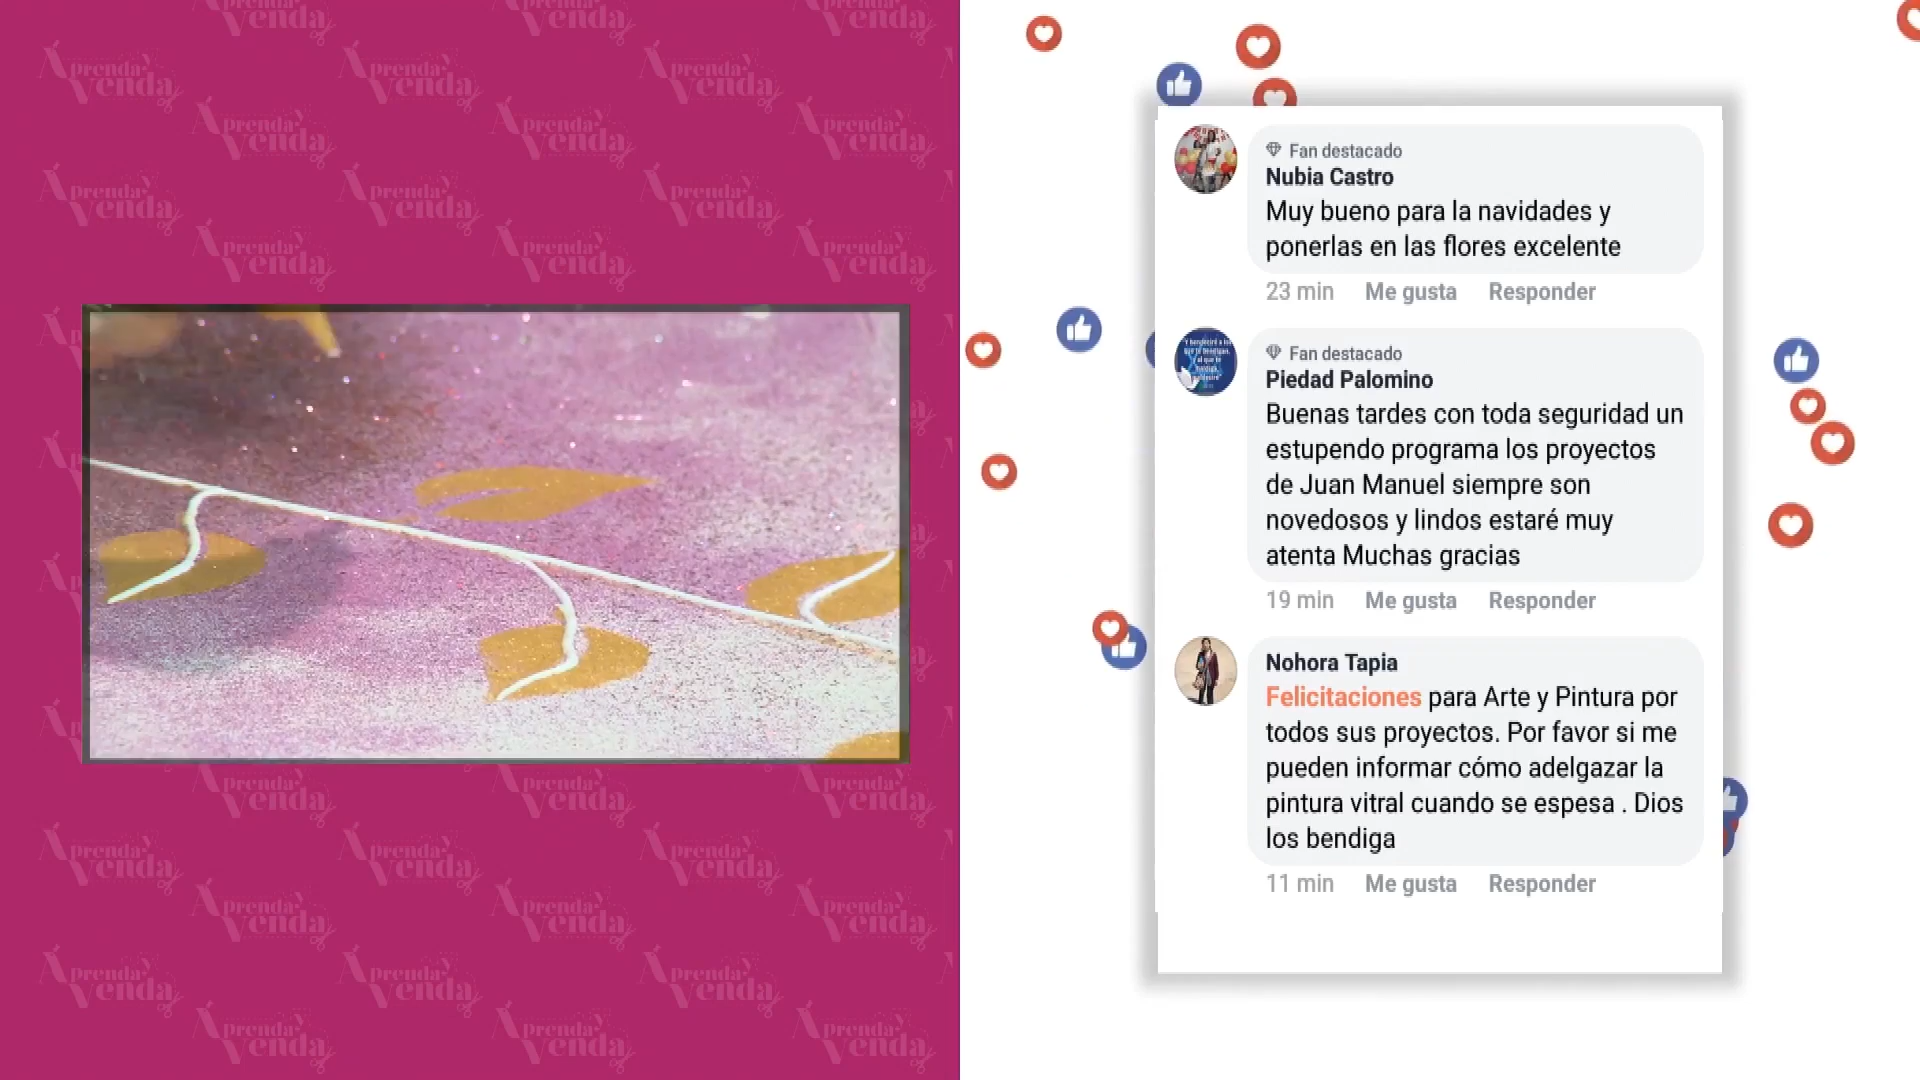 Aprenda y Venda
Fan destacado
Nubia Castro
Muy bueno para la navidades y
ponerlas en las flores excelente
23 min Me gusta Responder
Fan destacado
Piedad Palomino
Buenas tardes con toda seguridad un
estupendo programa los proyectos
de Juan Manuel siempre son
novedosos y lindos estaré muy
atenta Muchas gracias
19 min Me gusta Responder
Nohora Tapia
Felicitaciones para Arte y Pintura por
todos sus proyectos. Por favor si me
pueden informar cómo adelgazar la
pintura vitral cuando se espesa . Dios
los bendiga
11 min Me gusta Responder